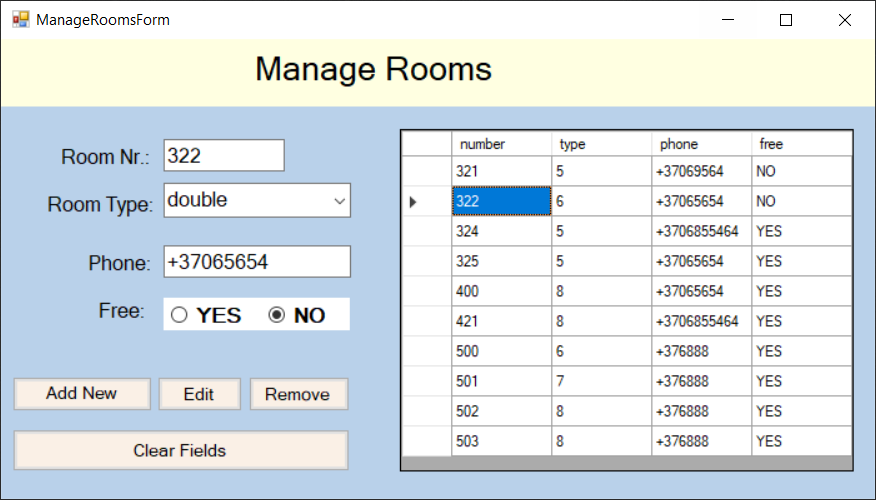 ManageRoomsForm
Manage Rooms
Room Nr.: 322
Room Type: double
Phone: +37065654
Free: YES NO
Add New Edit Remove
Clear Fields
number type phone free
321 5 +37069564 NO
322 6 +37065654 NO
324 5 +3706855464 YES
325 5 +37065654 YES
400 8 +37065654 YES
421 8 +3706855464 YES
500 6 +376888 YES
501 7 +376888 YES
502 8 +376888 YES
503 8 +376888 YES